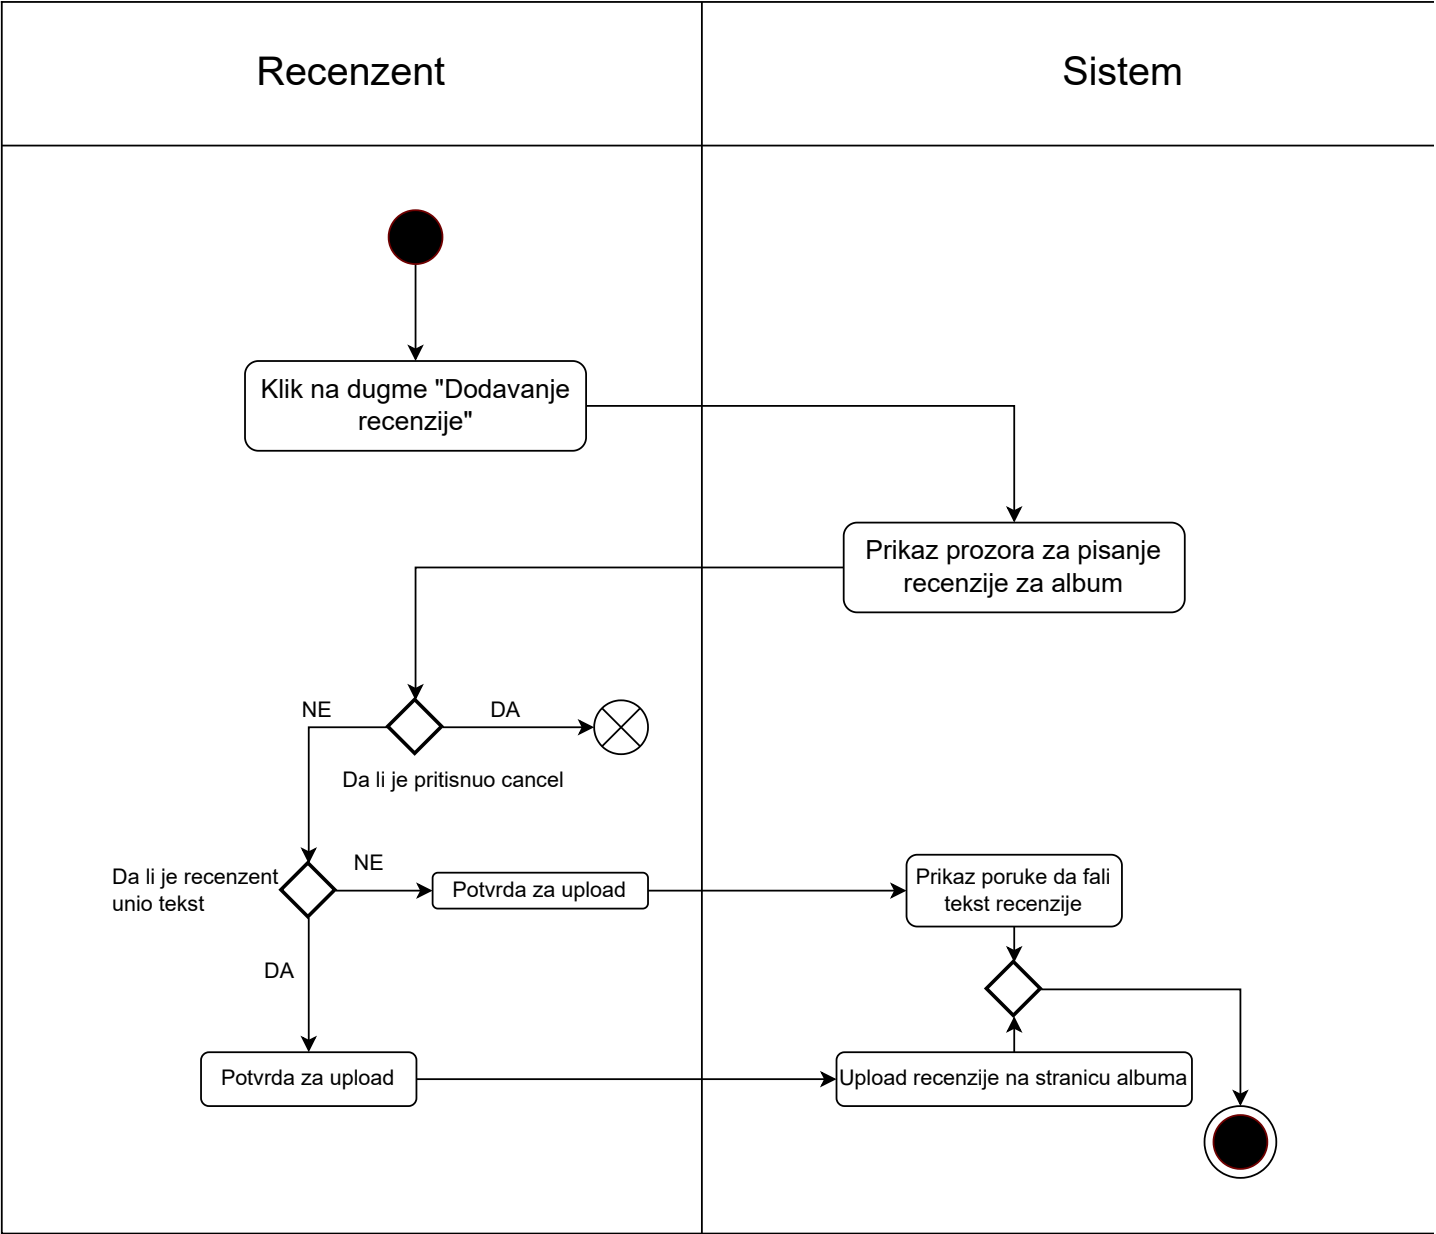 Recenzent
Sistem
Klik na dugme "Dodavanje
recenzije"
Prikaz prozora za pisanje
recenzije za album
NE
DA
Da li je pritisnuo cancel
Da li je recenzent
unio tekst
NE
Potvrda za upload
Prikaz poruke da fali
tekst recenzije
DA
Potvrda za upload
Upload recenzije na stranicu albuma